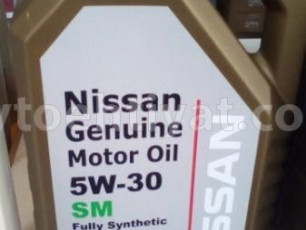 Nissan
Genuine
Motor Oil
5W-30
SM
Fully Synthetic
NISSAN